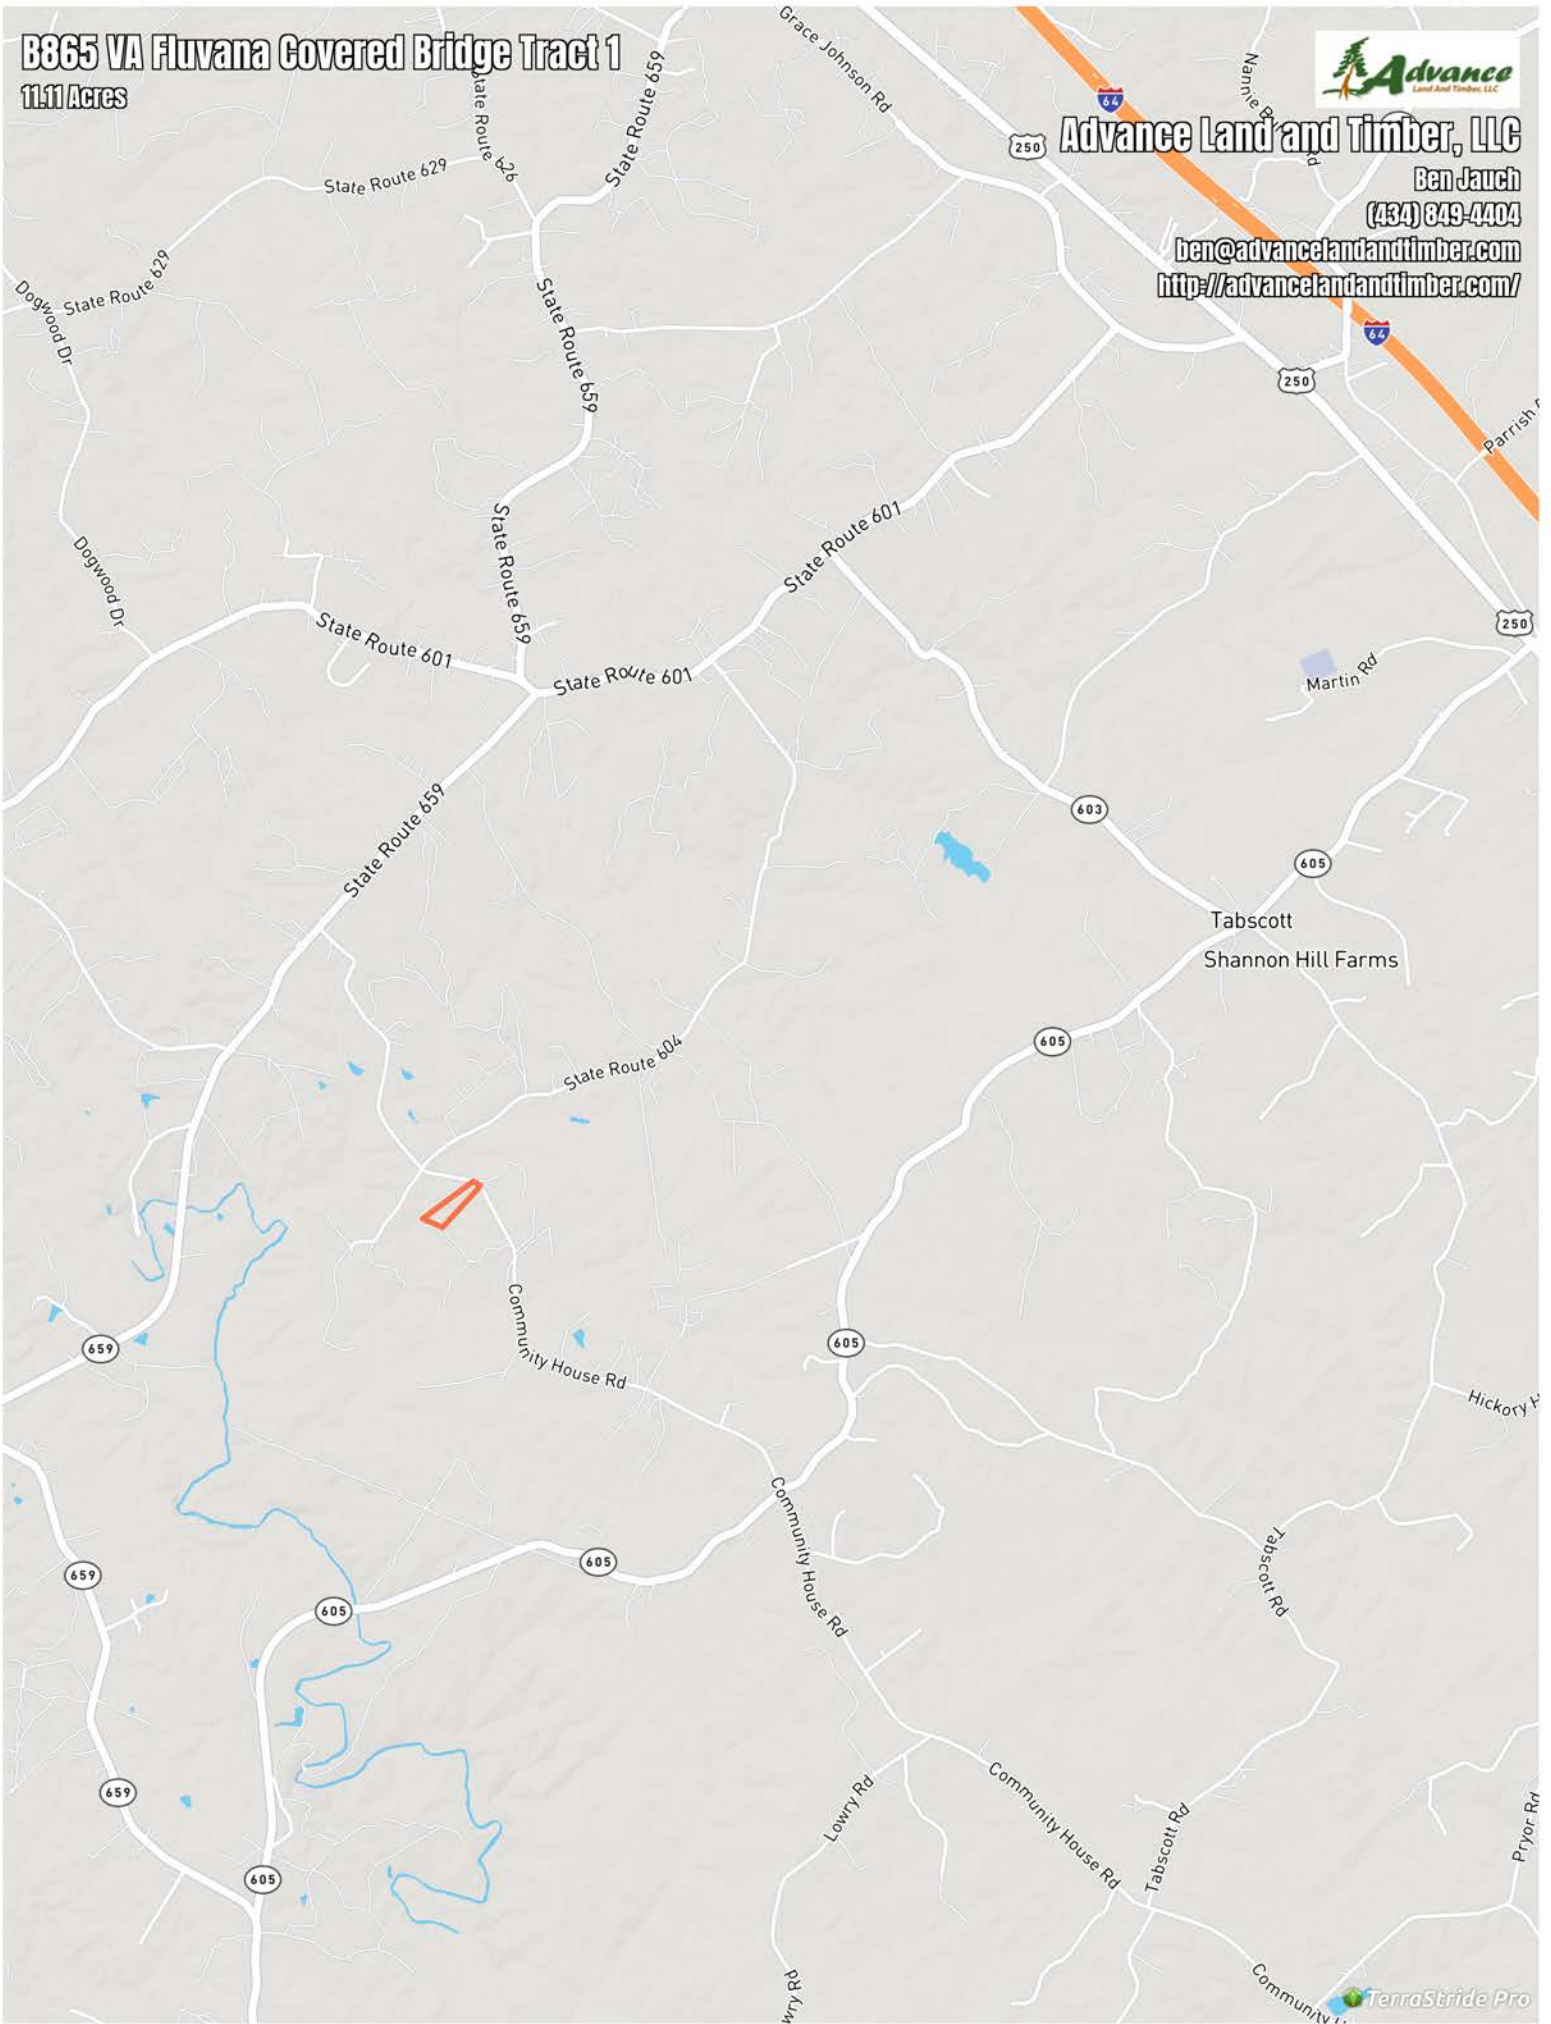 B865 VA Fluvana Covered Bridge Tract 1
11.11 Acres
Advance
Land And Timber, LLC
Advance Land and Timber, LLC
Ben Jauch
(434) 849-4404
ben@advancelandandtimber.com
http://advancelandandtimber.com/
Grace Johnson Rd
State Route 659
State Route 626
64
250
State Route 629
State Route 629
Dogwood Dr
State Route 659
64
250
State Route 659
State Route 601
Dogwood Dr
250
State Route 601
State Route 601
Martin Rd
State Route 659
603
605
Tabscott
Shannon Hill Farms
605
State Route 604
Community House Rd
659
605
Community House Rd
605
659
605
Tabscott Rd
659
Lowry Rd
Community House Rd
Tabscott Rd
Pryor Rd
605
TerraStride Pro